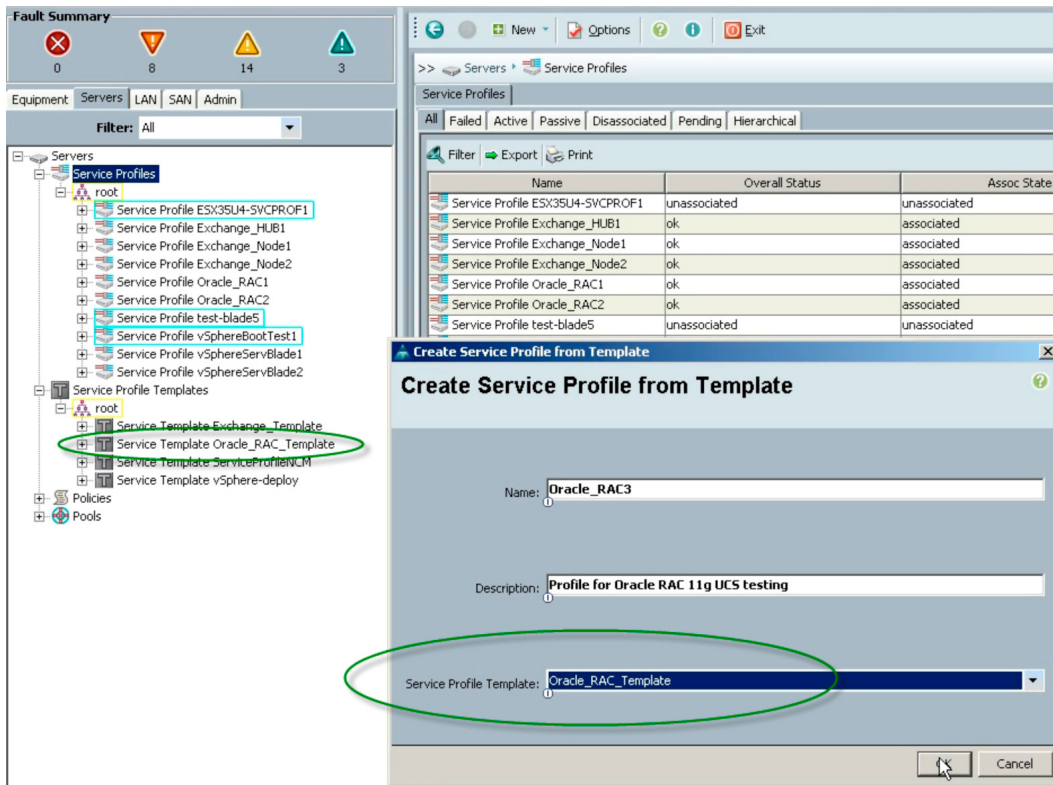 Fault Summary
0 8 14 3
Equipment Servers LAN SAN Admin
Filter: All
Servers
Service Profiles
root
Service Profile ESX35U4-SVCPROF1
Service Profile Exchange_HUB1
Service Profile Exchange_Node1
Service Profile Exchange_Node2
Service Profile Oracle_RAC1
Service Profile Oracle_RAC2
Service Profile test-blade5
Service Profile vSphereBootTest1
Service Profile vSphereServBlade1
Service Profile vSphereServBlade2
Service Profile Templates
root
Service Template Exchange_Template
Service Template Oracle_RAC_Template
Service Template ServiceProfileNCM
Service Template vSphere-deploy
Policies
Pools
New Options Exit
>> Servers Service Profiles
Service Profiles
All Failed Active Passive Disassociated Pending Hierarchical
Filter Export Print
Name Overall Status Assoc State
Service Profile ESX35U4-SVCPROF1 unassociated unassociated
Service Profile Exchange_HUB1 ok associated
Service Profile Exchange_Node1 ok associated
Service Profile Exchange_Node2 ok associated
Service Profile Oracle_RAC1 ok associated
Service Profile Oracle_RAC2 ok associated
Service Profile test-blade5 unassociated unassociated
Create Service Profile from Template
Create Service Profile from Template
Name: Oracle_RAC3
Description: Profile for Oracle RAC 11g UCS testing
Service Profile Template: Oracle_RAC_Template
Cancel